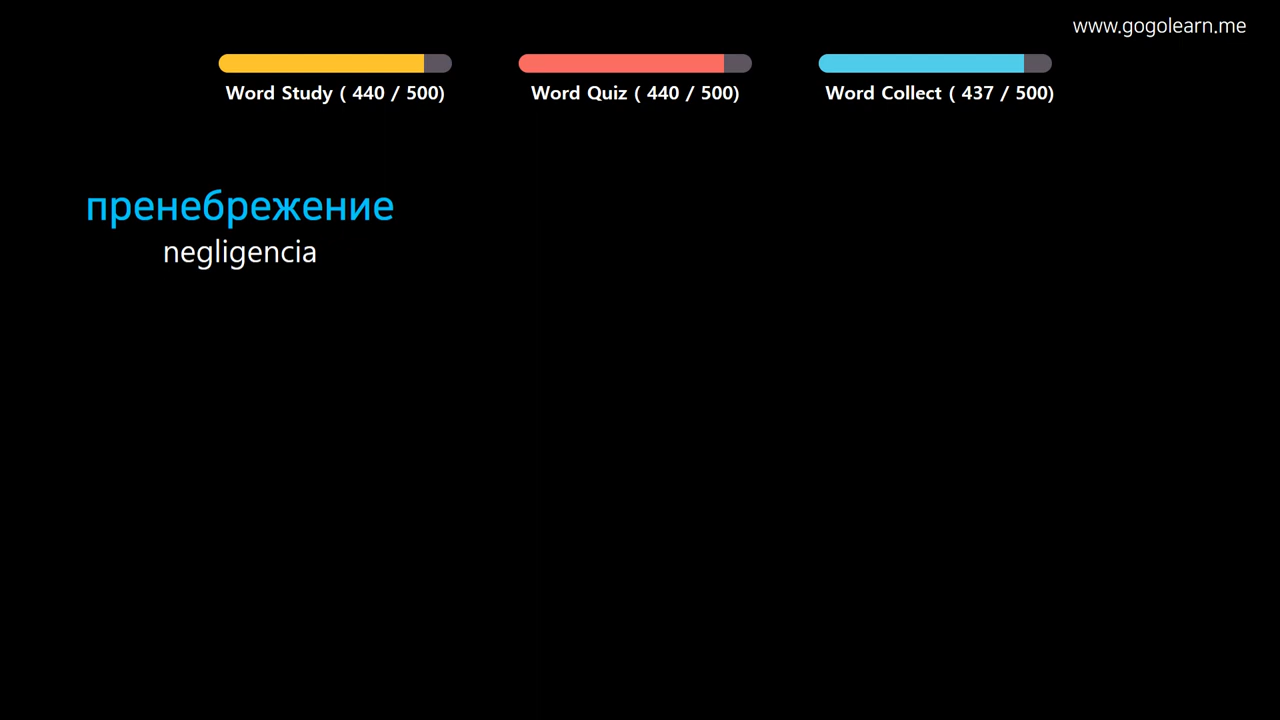 www.gogolearn.me
Word Study ( 440 / 500)
Word Quiz ( 440 / 500)
Word Collect ( 437 / 500)
пренебрежение
negligencia